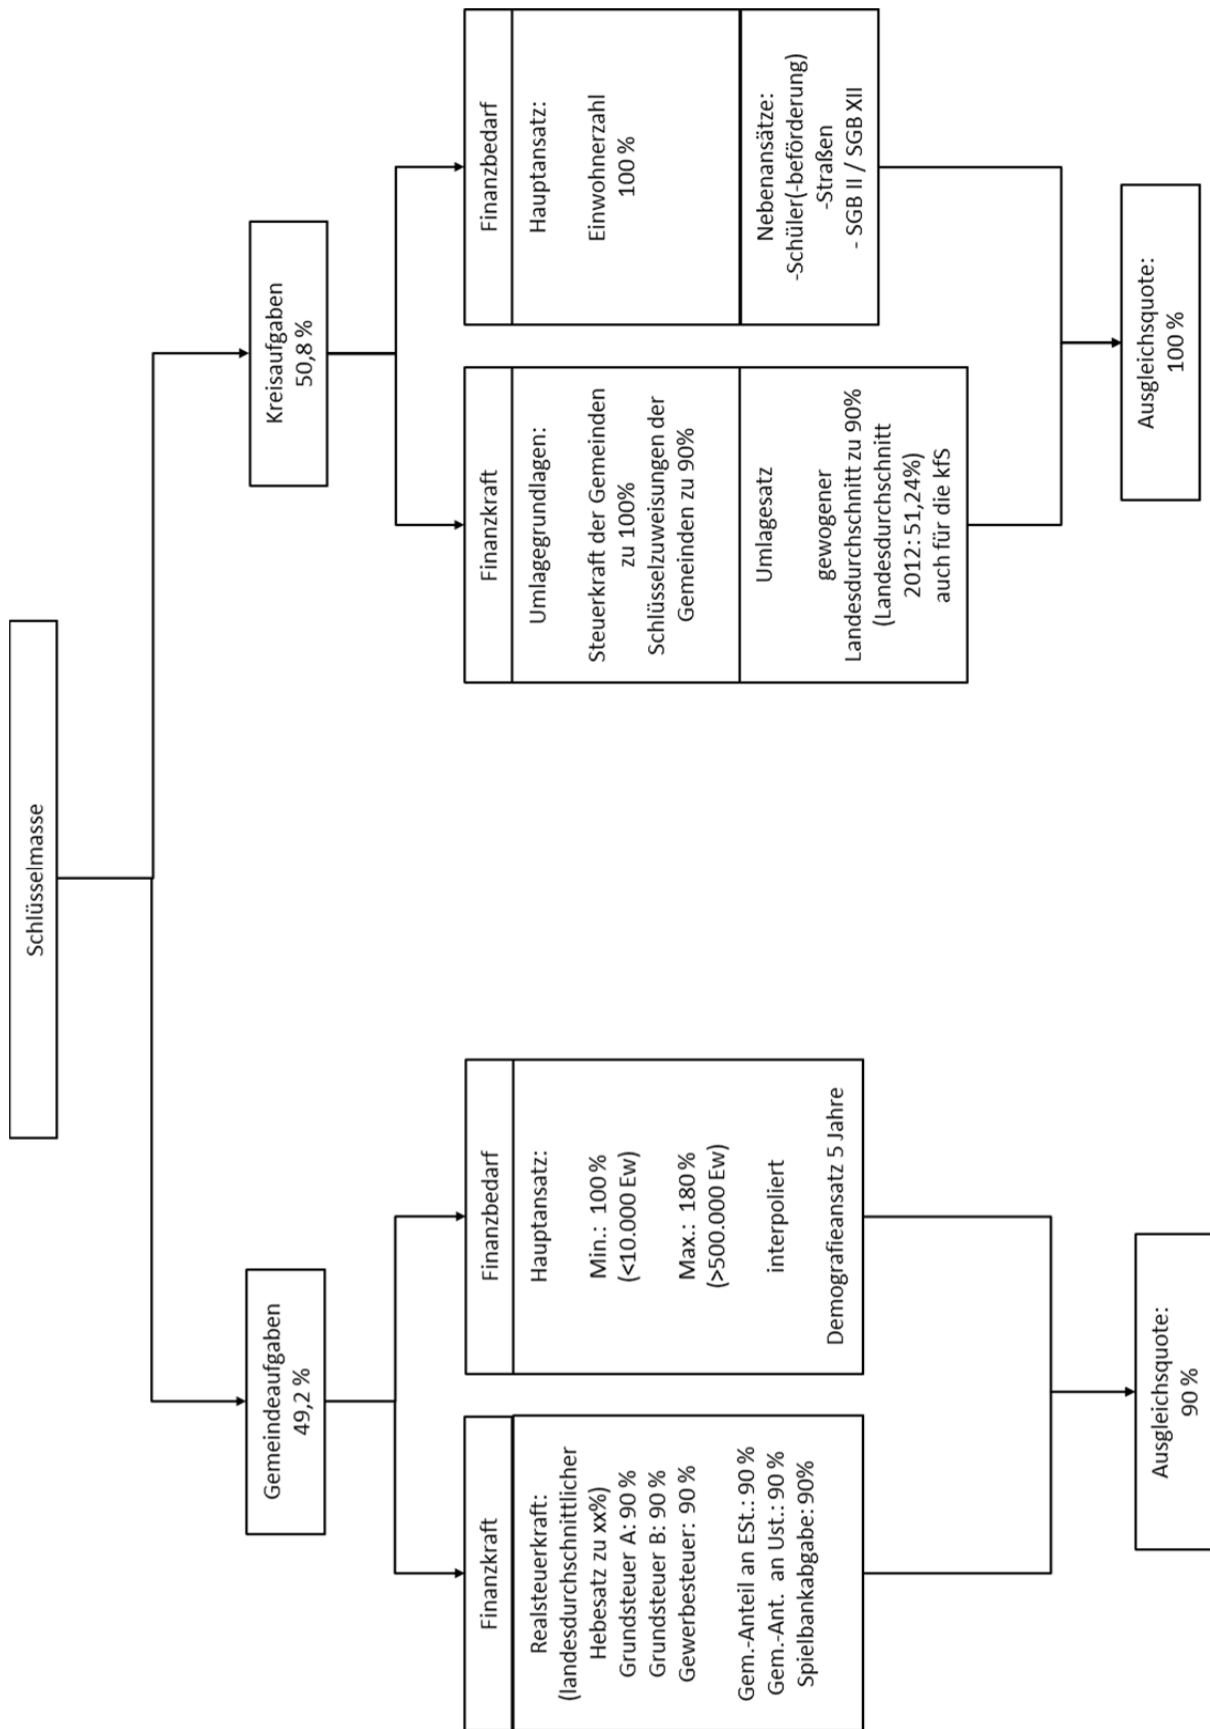 Schlüsselmasse
Gemeindeaufgaben
49,2 %
Finanzkraft
Realsteuerkraft:
(landesdurchschnittlicher
Hebesatz zu xx%)
Grundsteuer A: 90 %
Grundsteuer B: 90 %
Gewerbesteuer: 90 %
Gem.-Anteil an ESt.: 90 %
Gem.-Ant. an Ust.: 90 %
Spielbankabgabe: 90%
Finanzbedarf
Hauptansatz:
Min.: 100 %
(<10.000 Ew)
Max.: 180 %
(>500.000 Ew)
interpoliert
Demografieansatz 5 Jahre
Ausgleichsquote:
90 %
Kreisaufgaben
50,8 %
Finanzkraft
Umlagegrundlagen:
Steuerkraft der Gemeinden
zu 100%
Schlüsselzuweisungen der
Gemeinden zu 90%
Umlagesatz
gewogener
Landesdurchschnitt zu 90%
(Landesdurchschnitt
2012: 51,24%)
auch für die kfS
Finanzbedarf
Hauptansatz:
Einwohnerzahl
100 %
Nebenansätze:
-Schüler(-beförderung)
-Straßen
- SGB II / SGB XII
Ausgleichsquote:
100 %